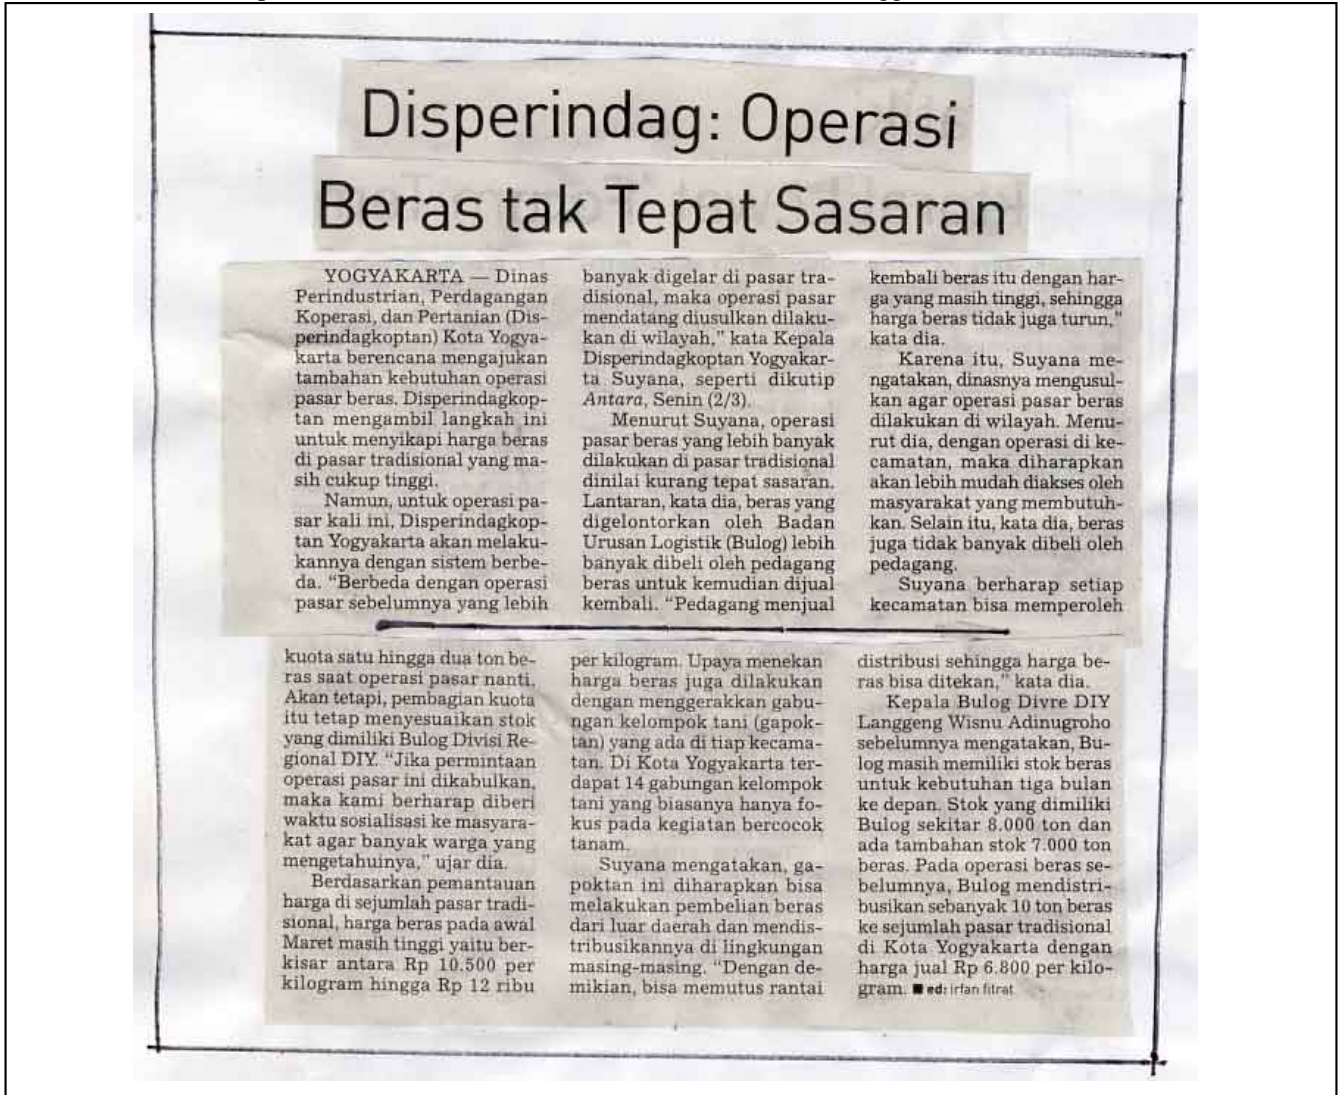 Disperindag: Operasi
Beras tak Tepat Sasaran
YOGYAKARTA — Dinas
Perindustrian, Perdagangan
Koperasi, dan Pertanian (Dis-
perindagkoptan) Kota Yogya-
karta berencana mengajukan
tambahan kebutuhan operasi
pasar beras. Disperindagkop-
tan mengambil langkah ini
untuk menyikapi harga beras
di pasar tradisional yang ma-
sih cukup tinggi.
Namun, untuk operasi pa-
sar kali ini, Disperindagkop-
tan Yogyakarta akan melaku-
kannya dengan sistem berbe-
da. “Berbeda dengan operasi
pasar sebelumnya yang lebih
banyak digelar di pasar tra-
disional, maka operasi pasar
mendatang diusulkan dilaku-
kan di wilayah,” kata Kepala
Disperindagkoptan Yogyakar-
ta Suyana, seperti dikutip
Antara, Senin (2/3).
Menurut Suyana, operasi
pasar beras yang lebih banyak
dilakukan di pasar tradisional
dinilai kurang tepat sasaran.
Lantaran, kata dia, beras yang
digelontorkan oleh Badan
Urusan Logistik (Bulog) lebih
banyak dibeli oleh pedagang
beras untuk kemudian dijual
kembali. “Pedagang menjual
kembali beras itu dengan har-
ga yang masih tinggi, sehingga
harga beras tidak juga turun,”
kata dia.
Karena itu, Suyana me-
ngatakan, dinasnya mengusul-
kan agar operasi pasar beras
dilakukan di wilayah. Menu-
rut dia, dengan operasi di ke-
camatan, maka diharapkan
akan lebih mudah diakses oleh
masyarakat yang membutuh-
kan. Selain itu, kata dia, beras
juga tidak banyak dibeli oleh
pedagang.
Suyana berharap setiap
kecamatan bisa memperoleh
kuota satu hingga dua ton be-
ras saat operasi pasar nanti.
Akan tetapi, pembagian kuota
itu tetap menyesuaikan stok
yang dimiliki Bulog Divisi Re-
gional DIY. “Jika permintaan
operasi pasar ini dikabulkan,
maka kami berharap diberi
waktu sosialisasi ke masyara-
kat agar banyak warga yang
mengetahuinya,” ujar dia.
Berdasarkan pemantauan
harga di sejumlah pasar tradi-
sional, harga beras pada awal
Maret masih tinggi yaitu ber-
kisar antara Rp 10.500 per
kilogram hingga Rp 12 ribu
per kilogram. Upaya menekan
harga beras juga dilakukan
dengan menggerakkan gabu-
ngan kelompok tani (gapok-
tan) yang ada di tiap kecama-
tan. Di Kota Yogyakarta ter-
dapat 14 gabungan kelompok
tani yang biasanya hanya fo-
kus pada kegiatan bercocok
tanam.
Suyana mengatakan, ga-
poktan ini diharapkan bisa
melakukan pembelian beras
dari luar daerah dan mendis-
tribusikannya di lingkungan
masing-masing. “Dengan de-
mikian, bisa memutus rantai
distribusi sehingga harga be-
ras bisa ditekan,” kata dia.
Kepala Bulog Divre DIY
Langgeng Wisnu Adinugroho
sebelumnya mengatakan, Bu-
log masih memiliki stok beras
untuk kebutuhan tiga bulan
ke depan. Stok yang dimiliki
Bulog sekitar 8.000 ton dan
ada tambahan stok 7.000 ton
beras. Pada operasi beras se-
belumnya, Bulog mendistri-
busikan sebanyak 10 ton beras
ke sejumlah pasar tradisional
di Kota Yogyakarta dengan
harga jual Rp 6.800 per kilo-
gram. ■ ed: irfan fitrat